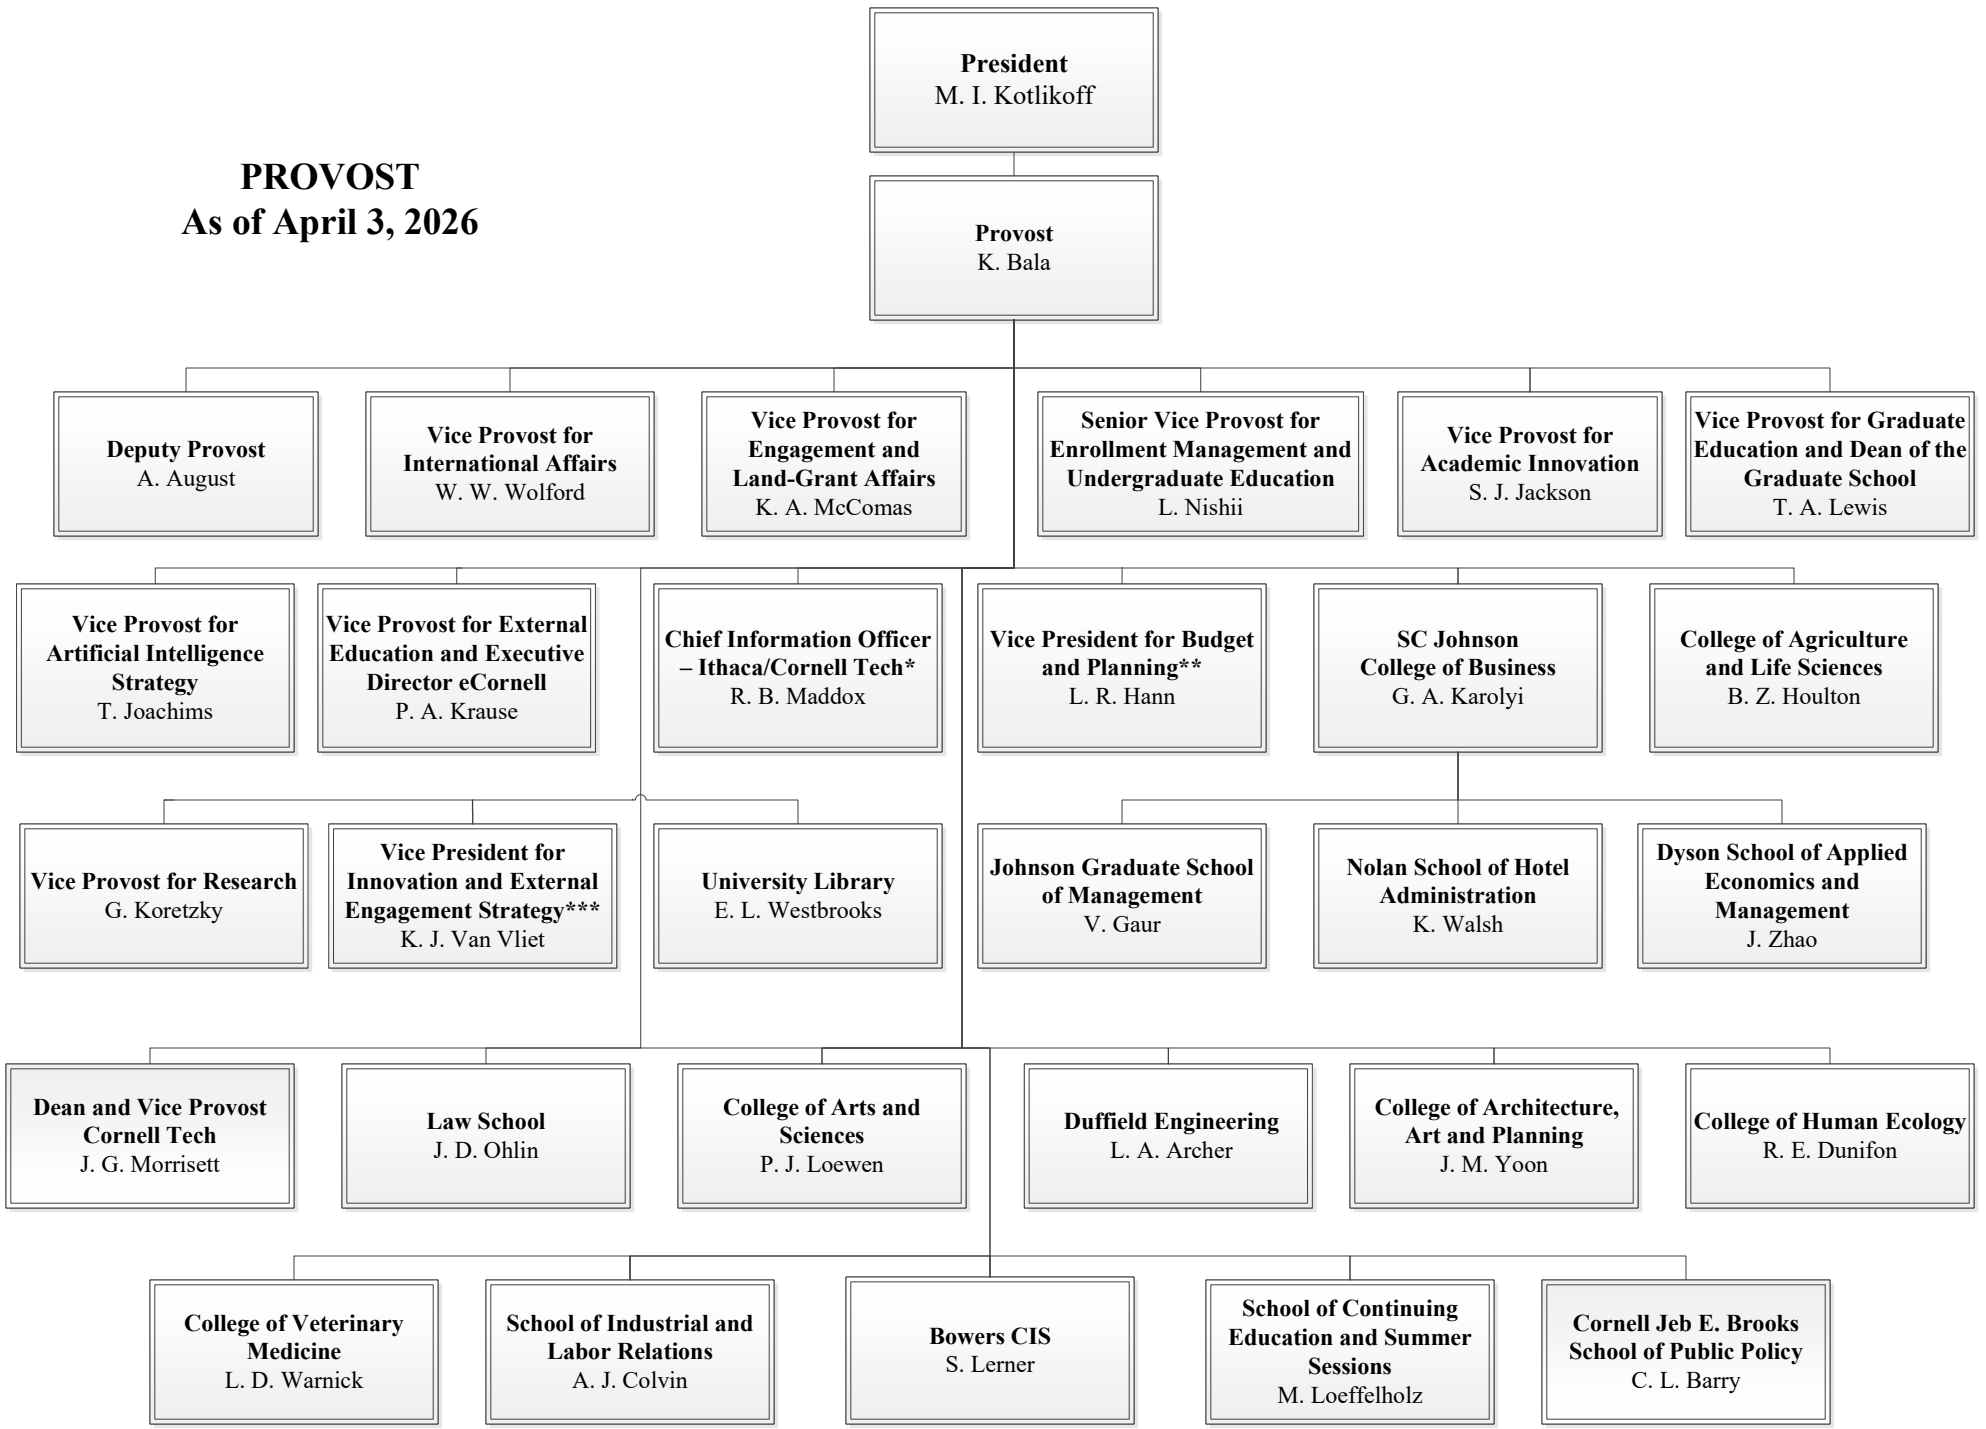 President
M. I. Kotlikoff
PROVOST
As of April 3, 2026
Provost
K. Bala
Deputy Provost
A. August
Vice Provost for
International Affairs
W. W. Wolford
Vice Provost for
Engagement and
Land-Grant Affairs
K. A. McComas
Senior Vice Provost for
Enrollment Management and
Undergraduate Education
L. Nishii
Vice Provost for
Academic Innovation
S. J. Jackson
Vice Provost for Graduate
Education and Dean of the
Graduate School
T. A. Lewis
Vice Provost for
Artificial Intelligence
Strategy
T. Joachims
Vice Provost for External
Education and Executive
Director eCornell
P. A. Krause
Chief Information Officer
– Ithaca/Cornell Tech*
R. B. Maddox
Vice President for Budget
and Planning**
L. R. Hann
SC Johnson
College of Business
G. A. Karolyi
College of Agriculture
and Life Sciences
B. Z. Houlton
Vice Provost for Research
G. Koretzky
Vice President for
Innovation and External
Engagement Strategy***
K. J. Van Vliet
University Library
E. L. Westbrooks
Johnson Graduate School
of Management
V. Gaur
Nolan School of Hotel
Administration
K. Walsh
Dyson School of Applied
Economics and
Management
J. Zhao
Dean and Vice Provost
Cornell Tech
J. G. Morrisett
Law School
J. D. Ohlin
College of Arts and
Sciences
P. J. Loewen
Duffield Engineering
L. A. Archer
College of Architecture,
Art and Planning
J. M. Yoon
College of Human Ecology
R. E. Dunifon
College of Veterinary
Medicine
L. D. Warnick
School of Industrial and
Labor Relations
A. J. Colvin
Bowers CIS
S. Lerner
School of Continuing
Education and Summer
Sessions
M. Loeffelholz
Cornell Jeb E. Brooks
School of Public Policy
C. L. Barry